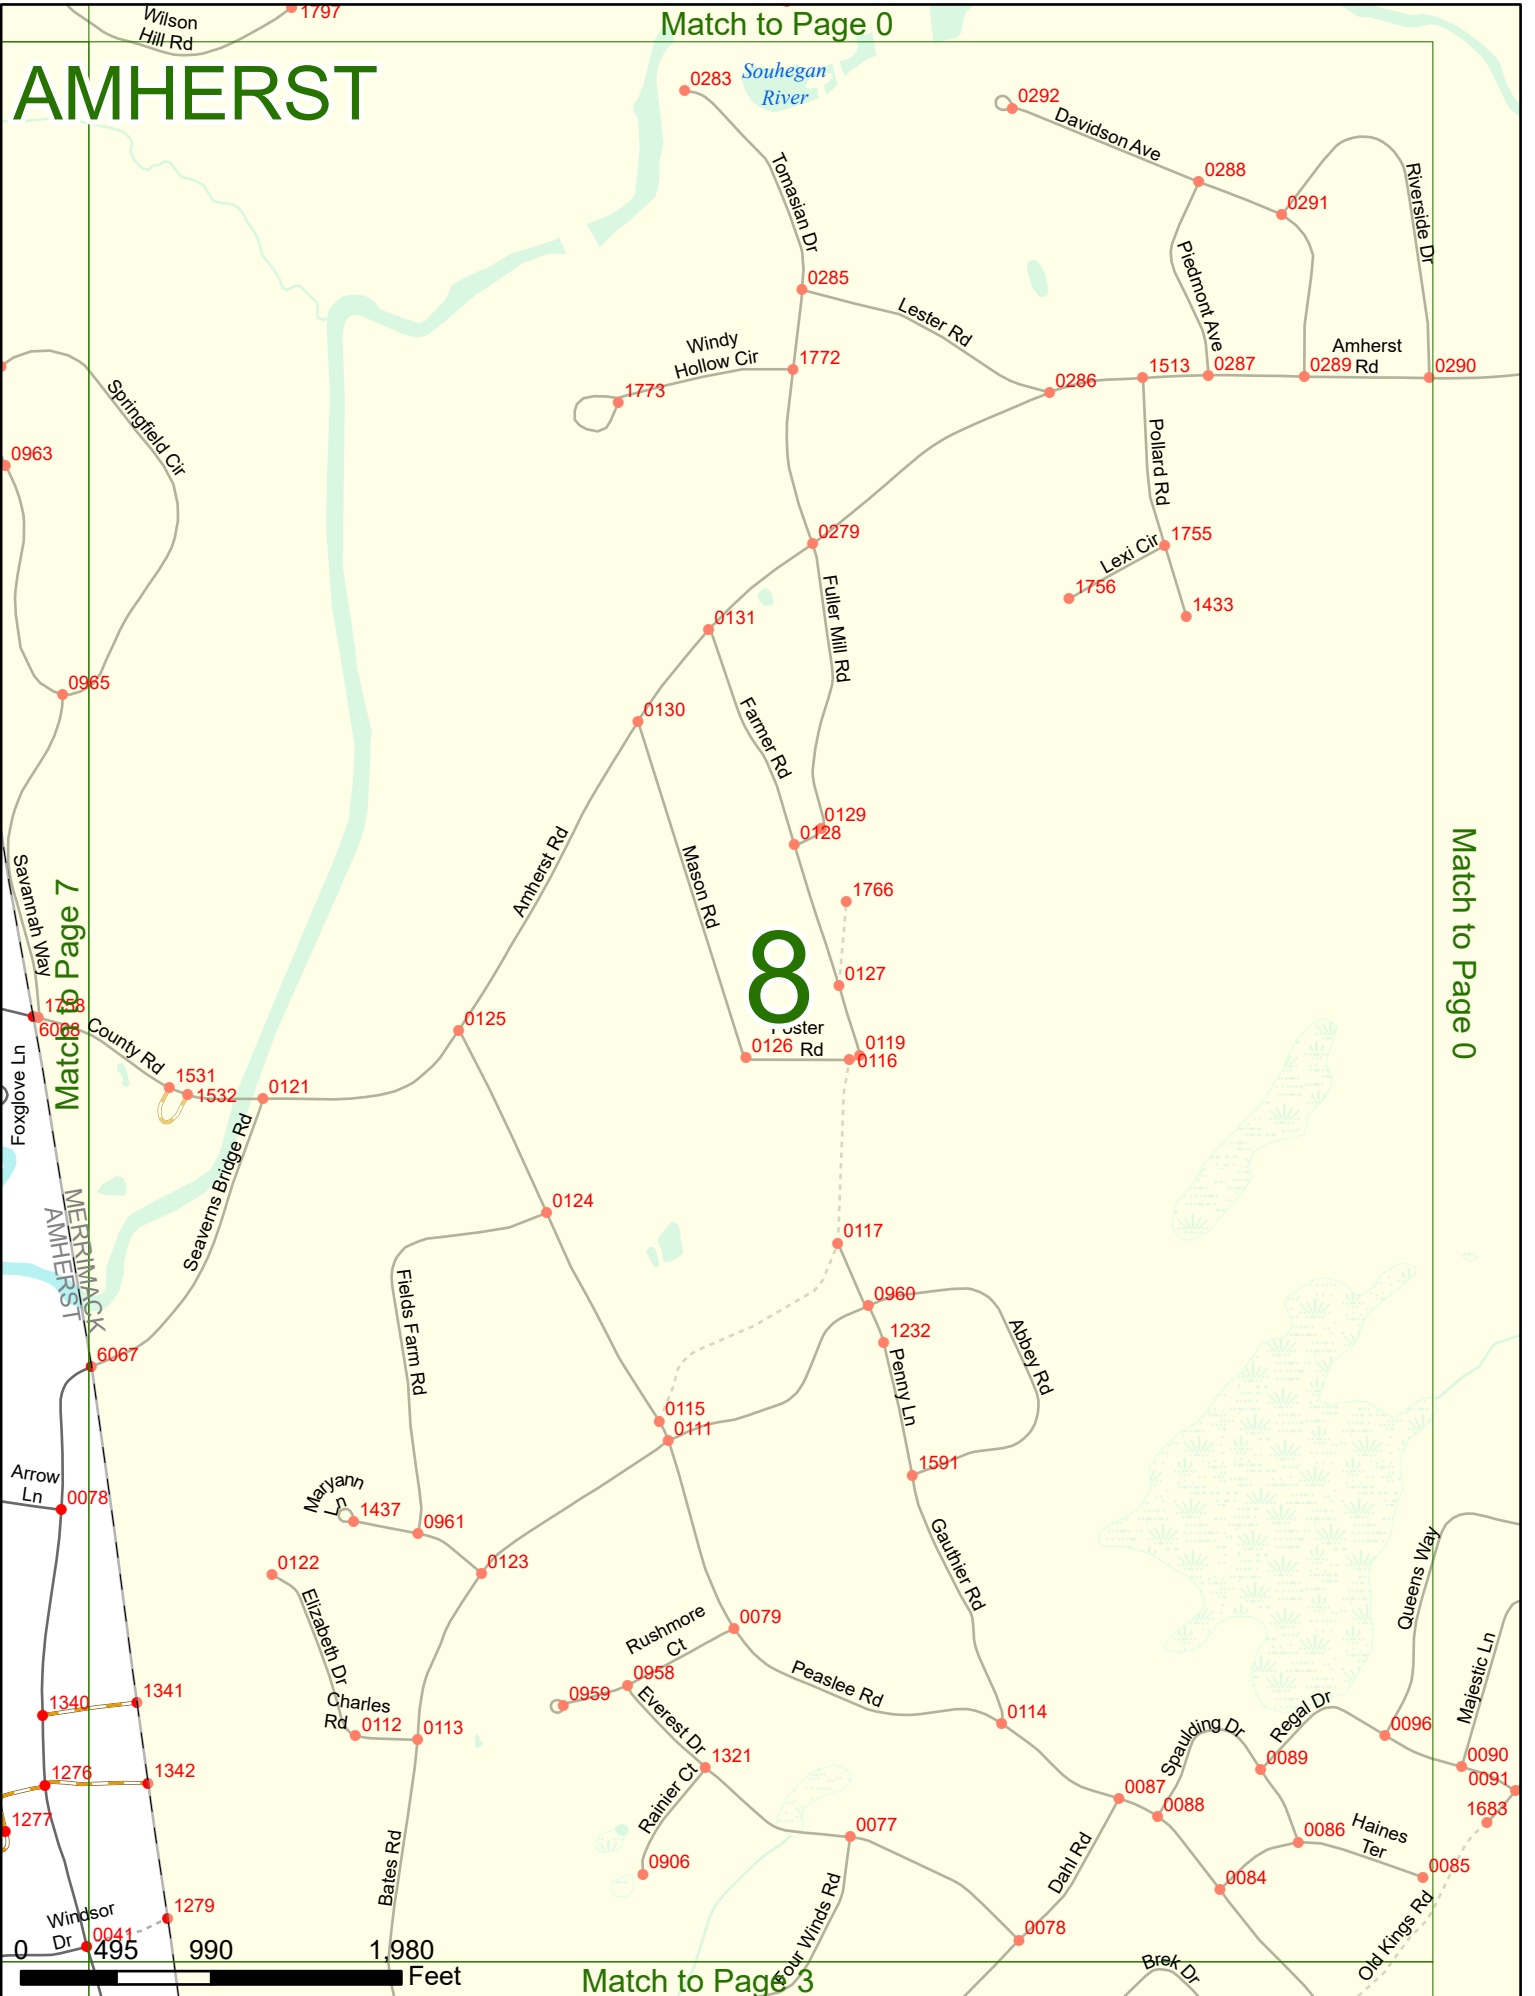 Match to Page 0
Wilson
Hill Rd
1797
AMHERST
0283
Souhegan
River
0292
Davidson Ave
0288
0291
Riverside Dr
Tomasian Dr
Piedmont Ave
0285
Lester Rd
Windy
Hollow Cir
1772
1773
0286
1513
0287
0289
Amherst
Rd
0290
Springfield Cir
0963
Pollard Rd
0279
1755
Lexi Cir
1756
1433
Fuller Mill Rd
0131
0965
0130
Farmer Rd
0129
0128
Amherst Rd
Mason Rd
Match to Page 0
Savannah Way
Match to Page 7
1766
8
0127
1758
6068
County Rd
0125
Foster
Rd
0126
0119
0116
Foxglove Ln
1531
1532
0121
Seaverns Bridge Rd
MERRIMACK
AMHERST
0124
0117
Fields Farm Rd
0960
1232
Abbey Rd
Penny Ln
6067
0115
0111
1591
Arrow
Ln
0078
Maryann
Ln
1437
0961
0123
0122
Elizabeth Dr
Gauthier Rd
Queens Way
Rushmore
Ct
0079
0958
0959
Peaslee Rd
Everest Dr
Majestic Ln
1341
1340
Charles
Rd
0112
0113
0114
Spaulding Dr
Regal Dr
0096
0090
0091
0089
1321
Rainier Ct
1276
1342
1277
0087
0088
1683
0077
0086
Haines
Ter
0906
0084
0085
Dahl Rd
Bates Rd
Four Winds Rd
0078
Old Kings Rd
Brek Dr
1279
Windsor
Dr
0041
0 495 990 1,980
Feet
Match to Page 3